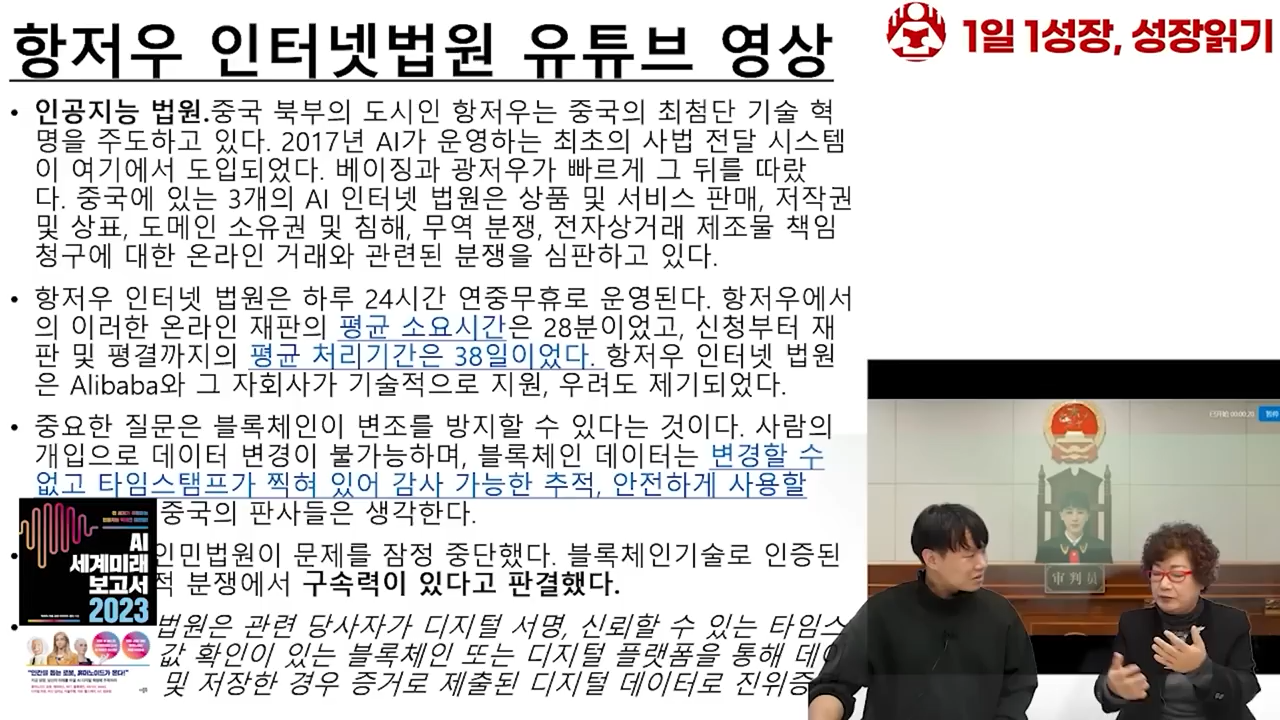 항저우 인터넷법원 유튜브 영상
1일 1성장, 성장읽기
• 인공지능 법원.중국 북부의 도시인 항저우는 중국의 최첨단 기술 혁
명을 주도하고 있다. 2017년 AI가 운영하는 최초의 사법 전달 시스템
이 여기에서 도입되었다. 베이징과 광저우가 빠르게 그 뒤를 따랐
다. 중국에 있는 3개의 AI 인터넷 법원은 상품 및 서비스 판매, 저작권
및 상표, 도메인 소유권 및 침해, 무역 분쟁, 전자상거래 제조물 책임
청구에 대한 온라인 거래와 관련된 분쟁을 심판하고 있다.
• 항저우 인터넷 법원은 하루 24시간 연중무휴로 운영된다. 항저우에서
의 이러한 온라인 재판의 평균 소요시간은 28분이었고, 신청부터 재
판 및 평결까지의 평균 처리기간은 38일이었다. 항저우 인터넷 법원
은 Alibaba와 그 자회사가 기술적으로 지원, 우려도 제기되었다.
• 중요한 질문은 블록체인이 변조를 방지할 수 있다는 것이다. 사람의
개입으로 데이터 변경이 불가능하며, 블록체인 데이터는 변경할 수
없고 타임스탬프가 찍혀 있어 감사 가능한 추적, 안전하게 사용할
중국의 판사들은 생각한다.
인민법원이 문제를 잠정 중단했다. 블록체인기술로 인증된
적 분쟁에서 구속력이 있다고 판결했다.
법원은 관련 당사자가 디지털 서명, 신뢰할 수 있는 타임스
값 확인이 있는 블록체인 또는 디지털 플랫폼을 통해 데이
및 저장한 경우 증거로 제출된 디지털 데이터로 진위증
AI
세계미래
보고서
2023
审判员